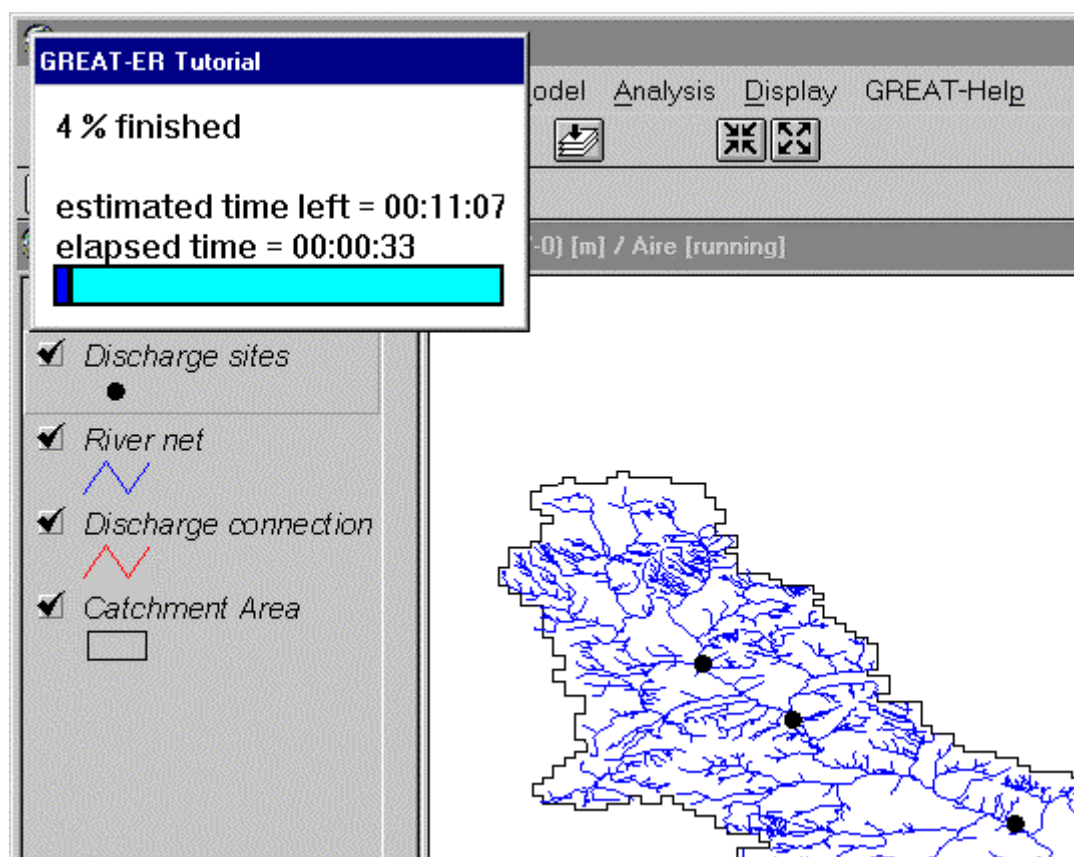 GREAT-ER Tutorial
4 % finished
estimated time left = 00:11:07
elapsed time = 00:00:33
odel Analysis Display GREAT-Help
-0) [m] / Aire [running]
Discharge sites
River net
Discharge connection
Catchment Area